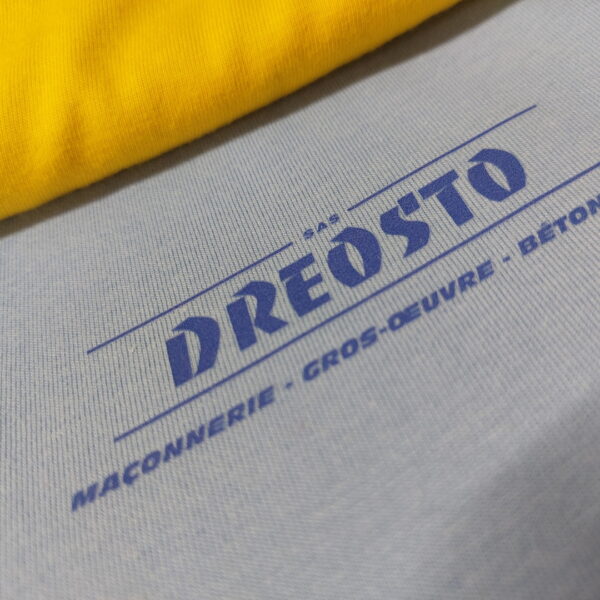 SAS
DREOSTO
MAÇONNERIE - GROS-ŒUVRE - BÉTON